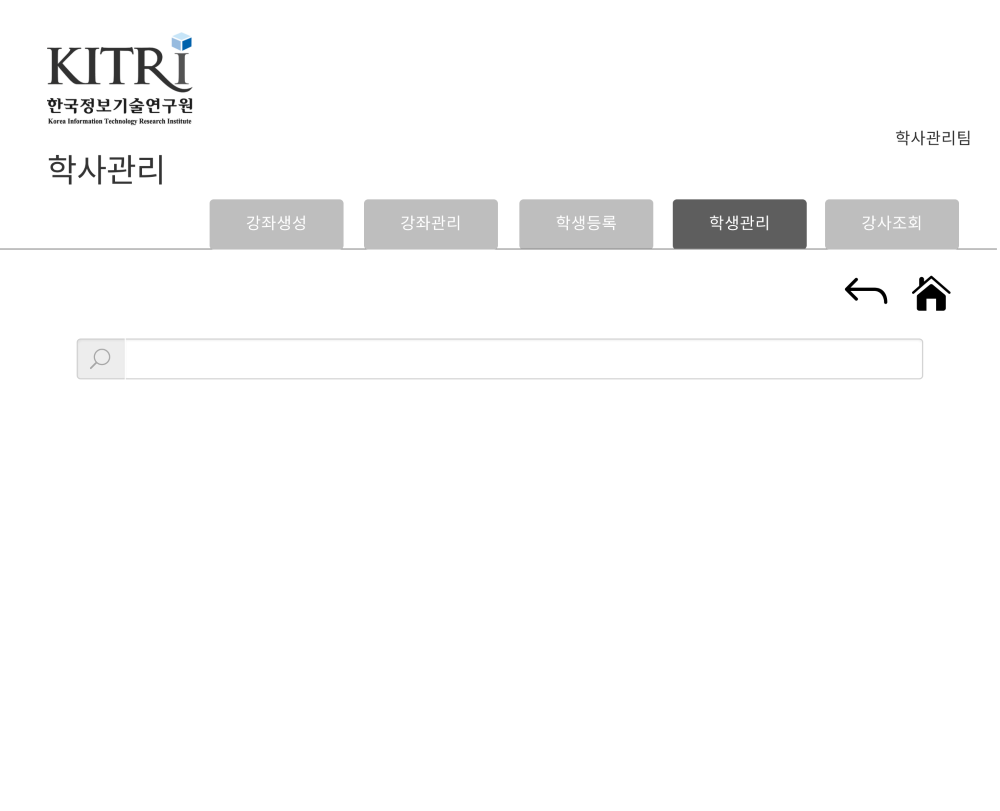 KITRI
한국정보기술연구원
Korea Information Technology Research Institute
학사관리팀
학사관리
강좌생성
강좌관리
학생등록
학생관리
강사조회